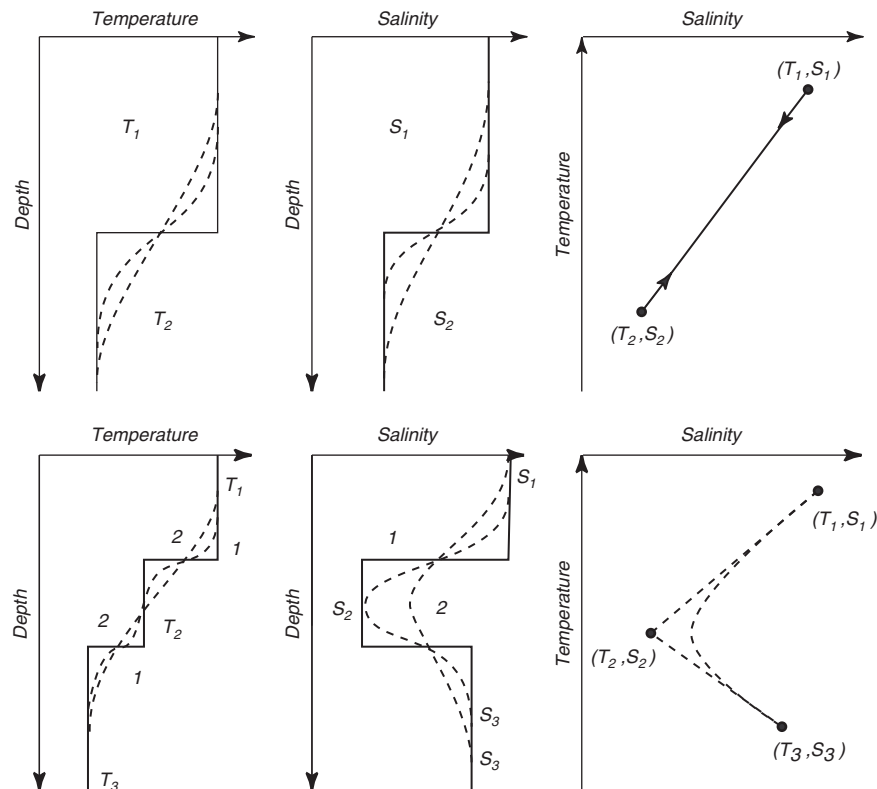 Temperature
Salinity
Salinity
(T1,S1)
T1
S1
Depth
Depth
Temperature
T2
S2
(T2,S2)
Temperature
Salinity
Salinity
T1
S1
(T1,S1)
2
1
1
Depth
Depth
Temperature
2
T2
S2
2
(T2,S2)
1
S3
S3
(T3,S3)
T3